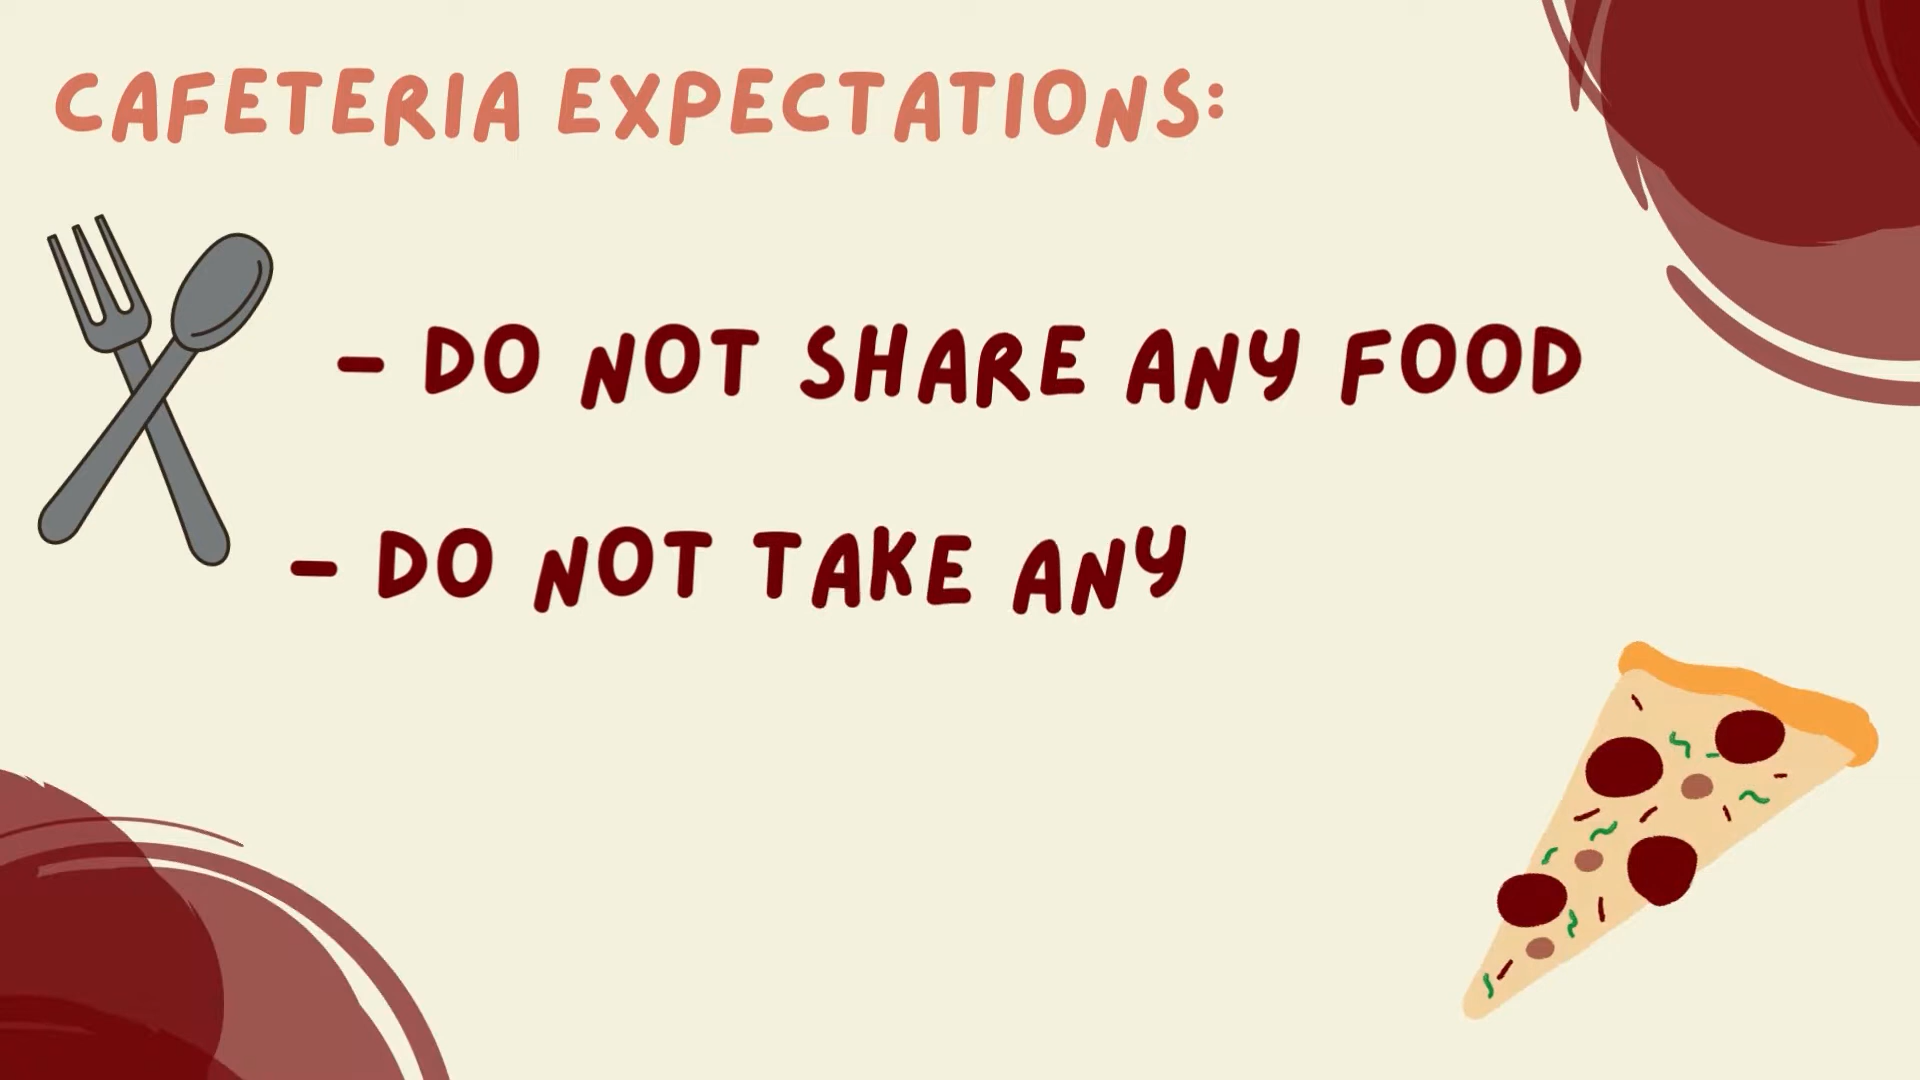 CAFETERIA EXPECTATIONS:
- DO NOT SHARE ANY FOOD
- DO NOT TAKE ANY